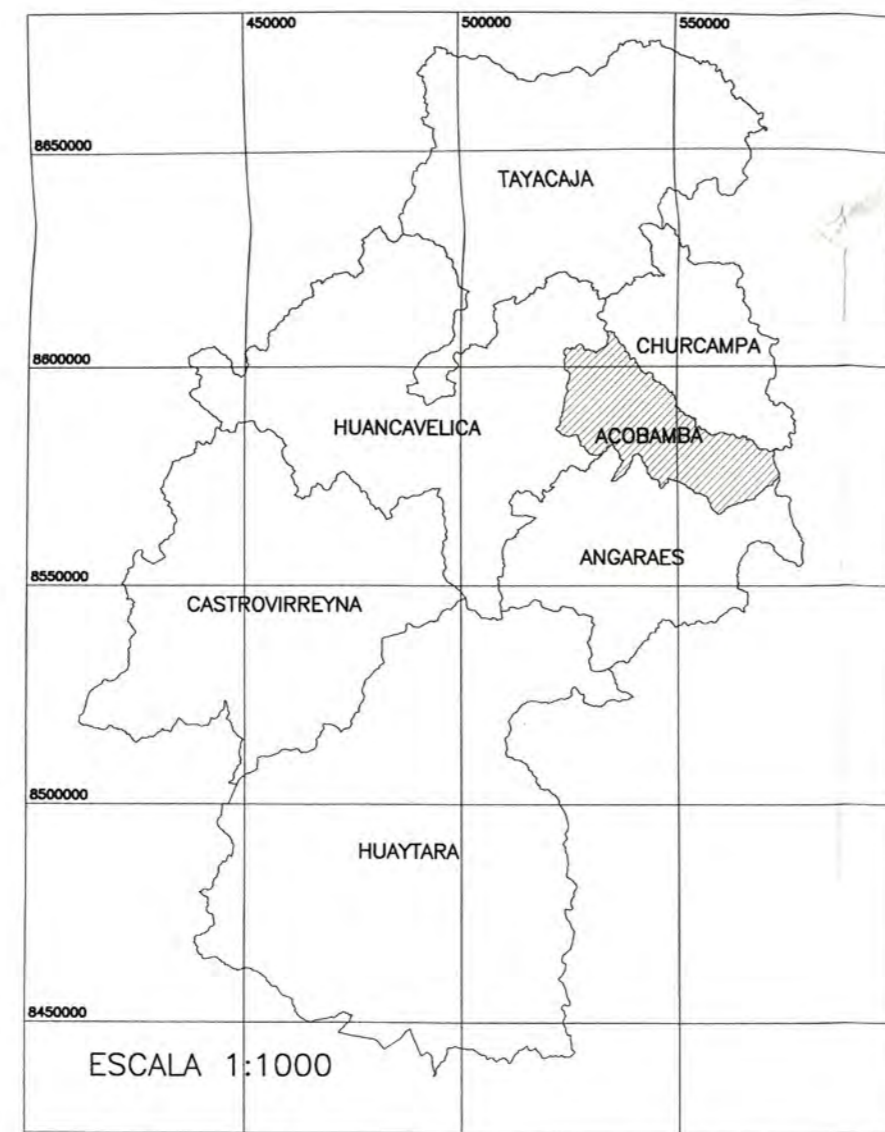 450000 500000 550000
8650000
TAYACAJA
8600000
CHURCAMPA
HUANCAVELICA
ACOBAMBA
ANGARAES
8550000
CASTROVIRREYNA
8500000
HUAYTARA
8450000
ESCALA 1:1000